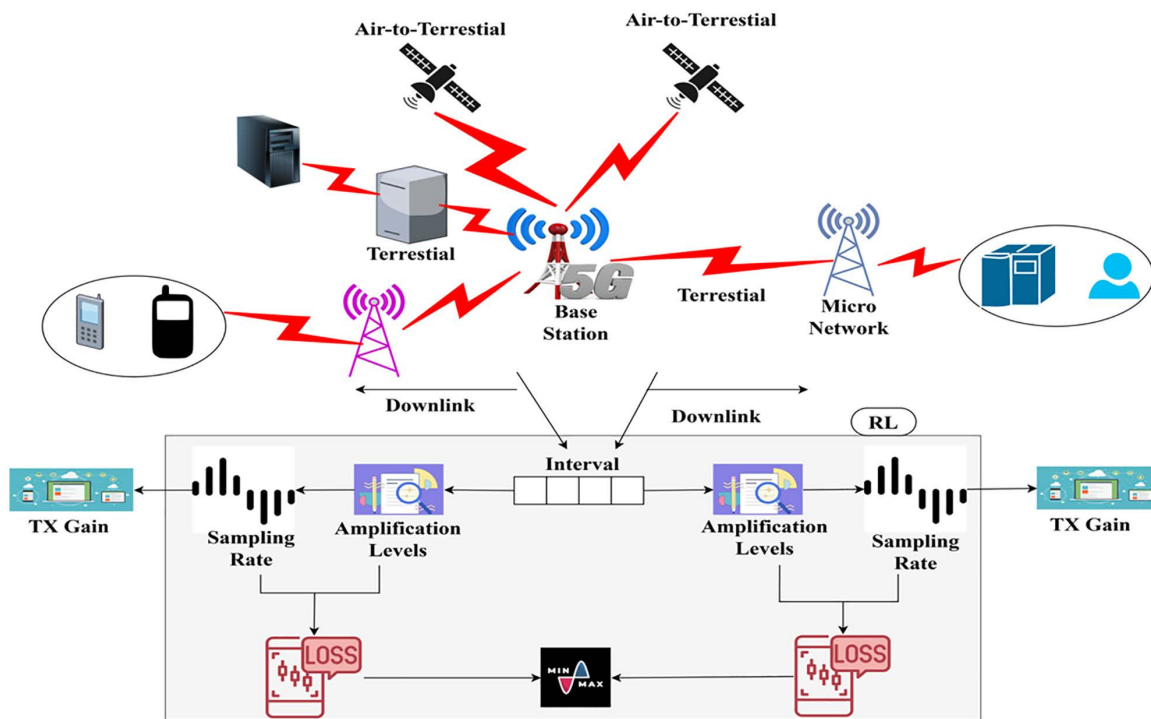 Air-to-Terrestial
Air-to-Terrestial
Terrestial
5G
Base
Station
Terrestial
Micro
Network
Downlink
Downlink
RL
Interval
TX Gain
Sampling
Rate
Amplification
Levels
Amplification
Levels
Sampling
Rate
TX Gain
LOSS
MIN
MAX
LOSS